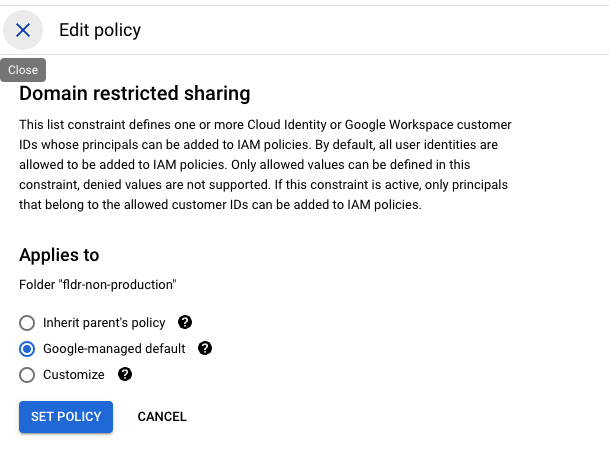 Edit policy
Close
Domain restricted sharing
This list constraint defines one or more Cloud Identity or Google Workspace customer
IDs whose principals can be added to IAM policies. By default, all user identities are
allowed to be added to IAM policies. Only allowed values can be defined in this
constraint, denied values are not supported. If this constraint is active, only principals
that belong to the allowed customer IDs can be added to IAM policies.
Applies to
Folder "fldr-non-production"
Inherit parent's policy ?
Google-managed default ?
Customize ?
SET POLICY CANCEL